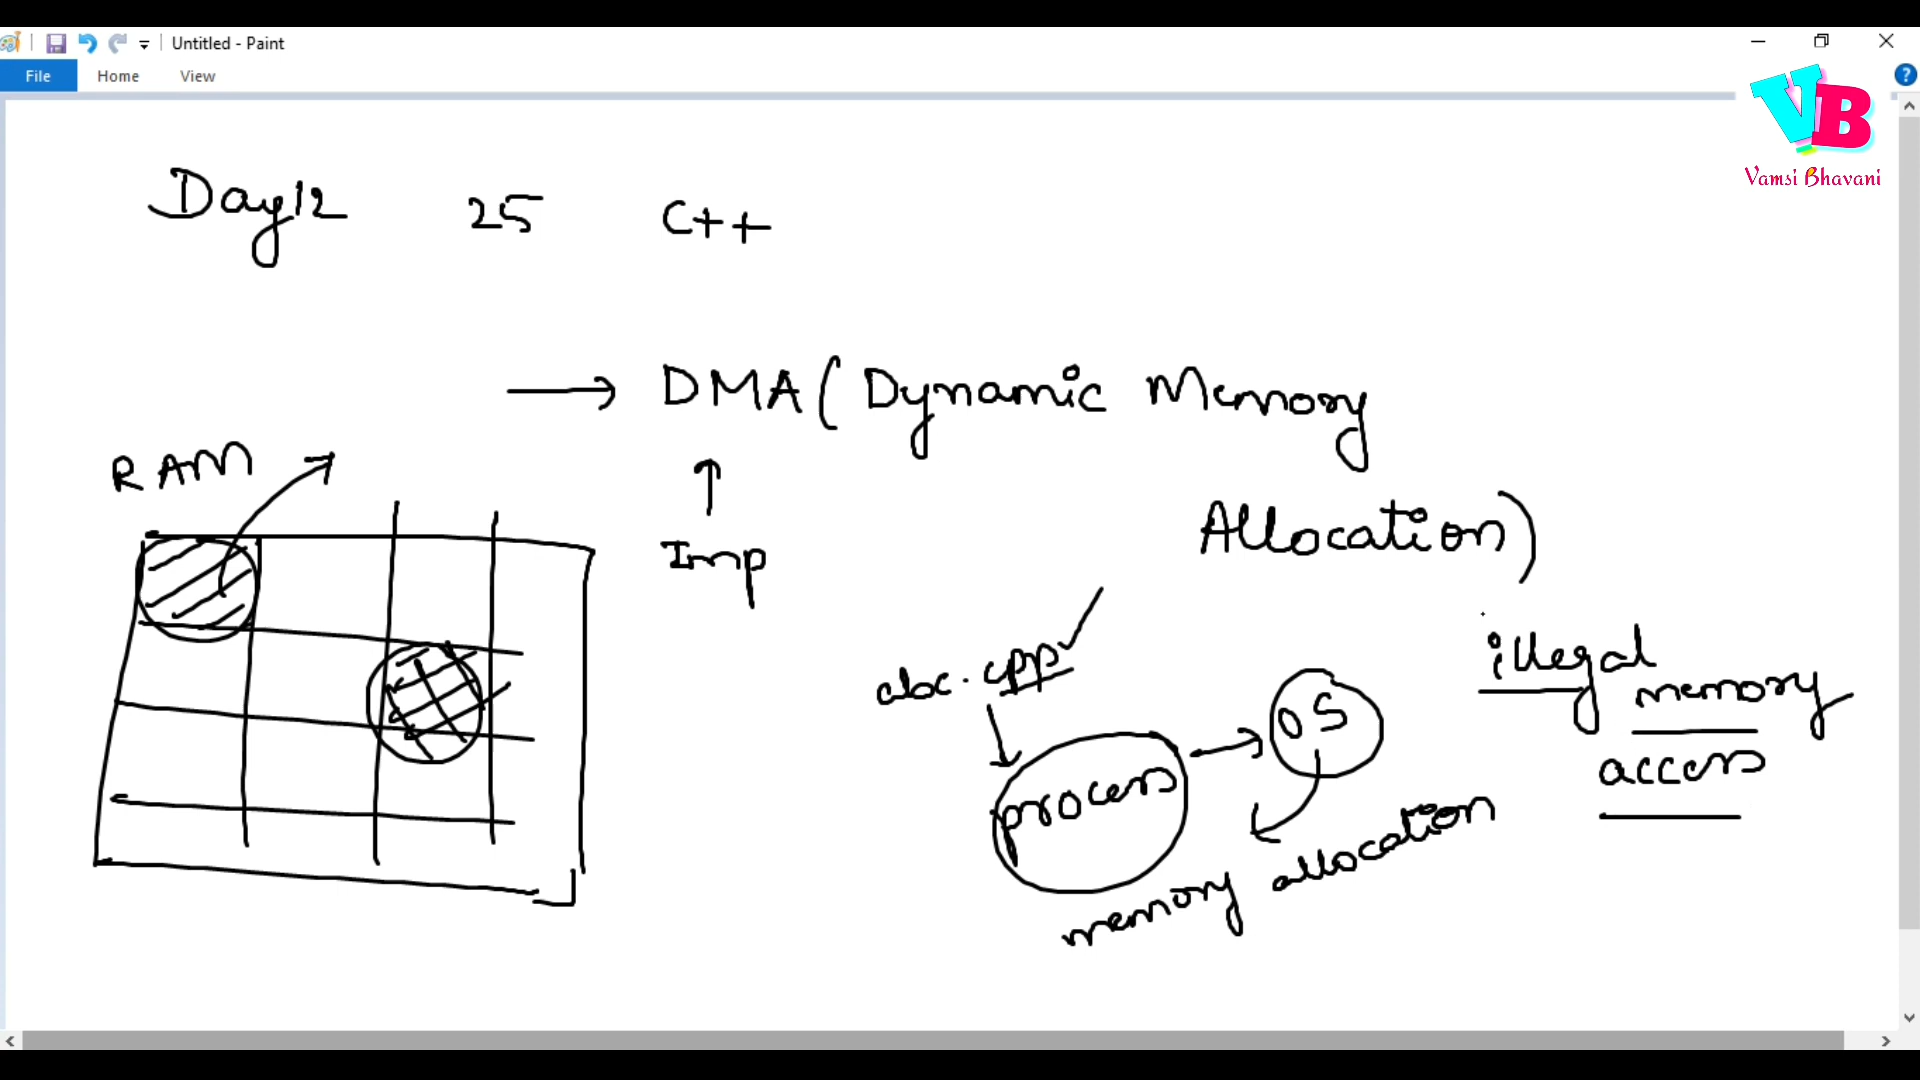 Untitled - Paint
File Home View
VB
Vamsi Bhavani
Day12 25 C++
DMA (Dynamic Memory
Allocation)
Imp
RAM
abc.cpp
process
OS
memory allocation
illegal
memory
access